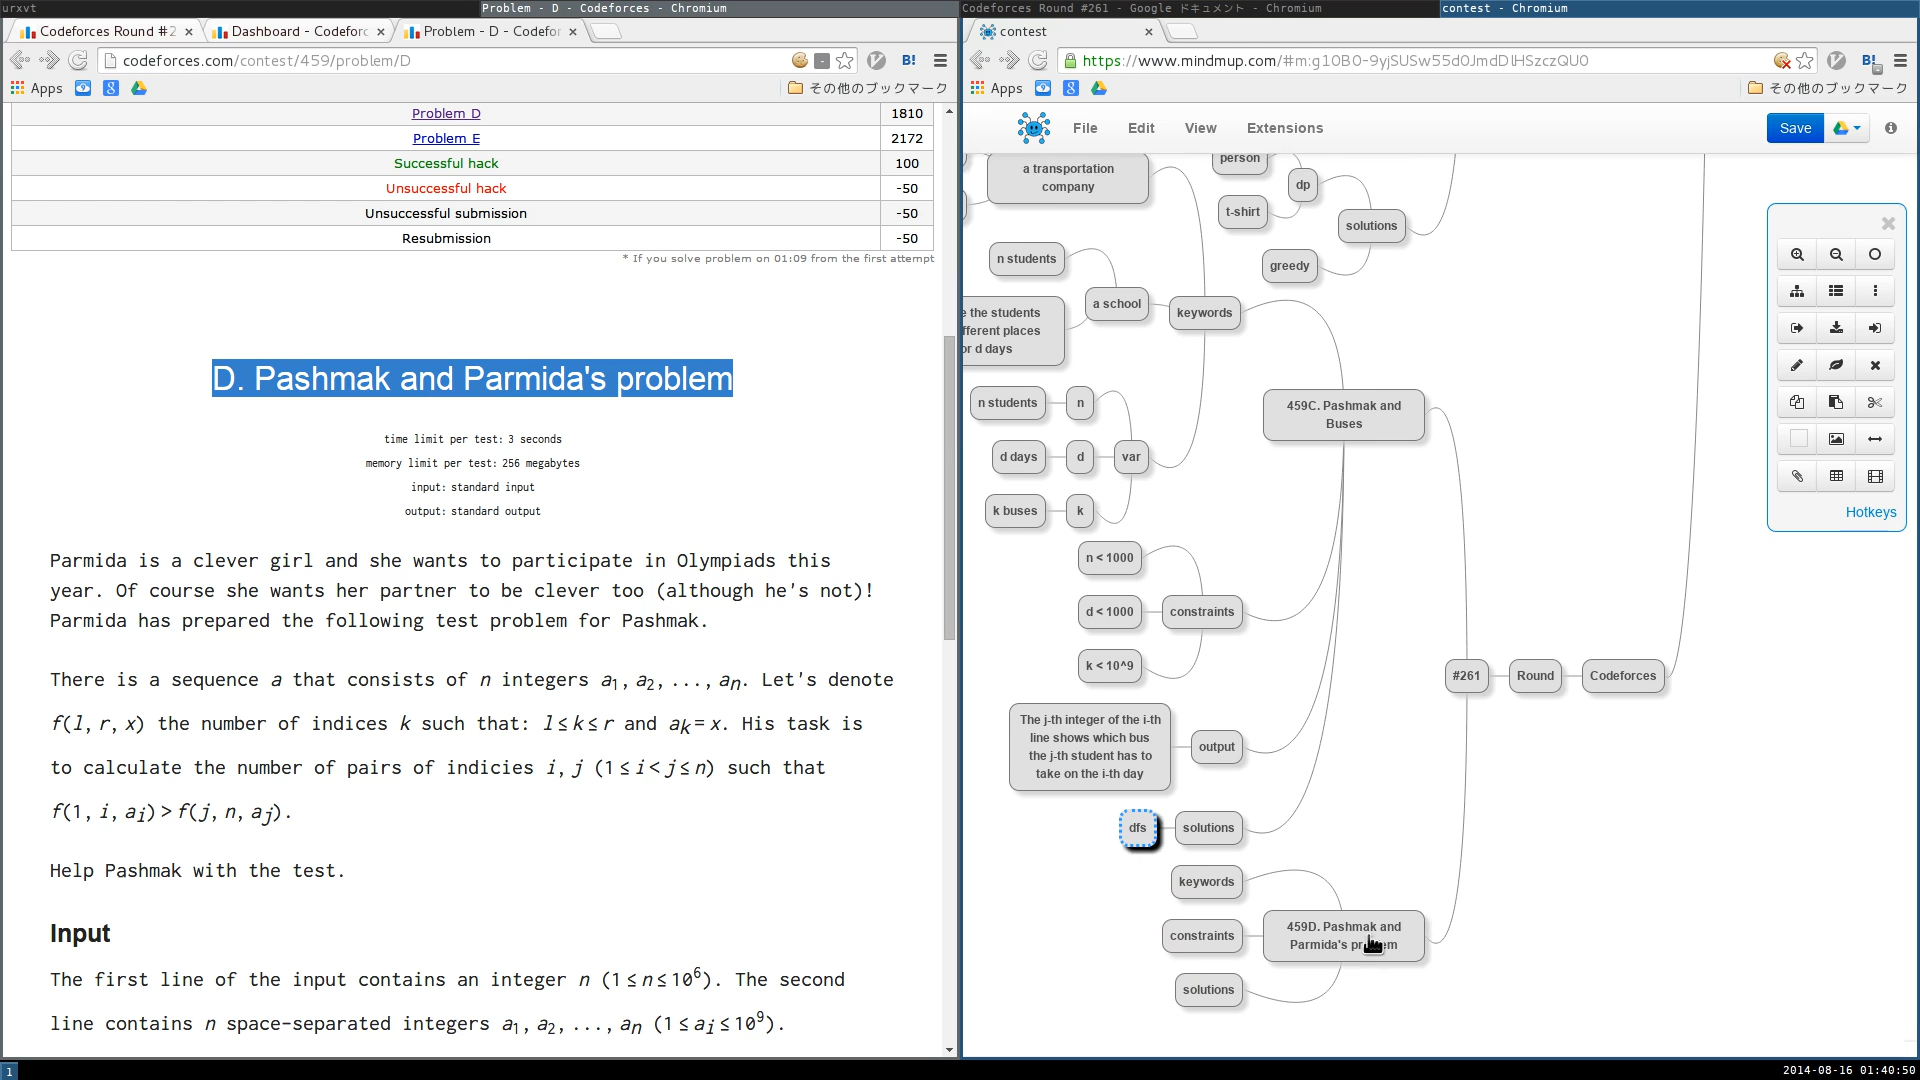 urxvt
Problem - D - Codeforces - Chromium
Codeforces Round #261 - Google ドキュメント - Chromium
contest - Chromium
Codeforces Round #2
Dashboard - Codeforc
Problem - D - Codefor
codeforces.com/contest/459/problem/D
B!
Apps
その他のブックマーク
Problem D 1810
Problem E 2172
Successful hack 100
Unsuccessful hack -50
Unsuccessful submission -50
Resubmission -50
* If you solve problem on 01:09 from the first attempt
D. Pashmak and Parmida's problem
time limit per test: 3 seconds
memory limit per test: 256 megabytes
input: standard input
output: standard output
Parmida is a clever girl and she wants to participate in Olympiads this
year. Of course she wants her partner to be clever too (although he's not)!
Parmida has prepared the following test problem for Pashmak.
There is a sequence a that consists of n integers a1, a2, ..., an. Let's denote
f(l, r, x) the number of indices k such that: l ≤ k ≤ r and ak = x. His task is
to calculate the number of pairs of indicies i, j (1 ≤ i < j ≤ n) such that
f(1, i, ai) > f(j, n, aj).
Help Pashmak with the test.
Input
The first line of the input contains an integer n (1 ≤ n ≤ 10^6). The second
line contains n space-separated integers a1, a2, ..., an (1 ≤ ai ≤ 10^9).
contest
B!
Apps
その他のブックマーク
File
Edit
View
Extensions
Save
a transportation
company
person
dp
t-shirt
solutions
greedy
n students
a school
keywords
e the students
fferent places
or d days
n students
n
d days
d
var
k buses
k
459C. Pashmak and
Buses
n < 1000
d < 1000
constraints
k < 10^9
The j-th integer of the i-th
line shows which bus
the j-th student has to
take on the i-th day
output
dfs
solutions
keywords
constraints
459D. Pashmak and
Parmida's
solutions
#261
Round
Codeforces
Hotkeys
1
2014-08-16 01:40:50